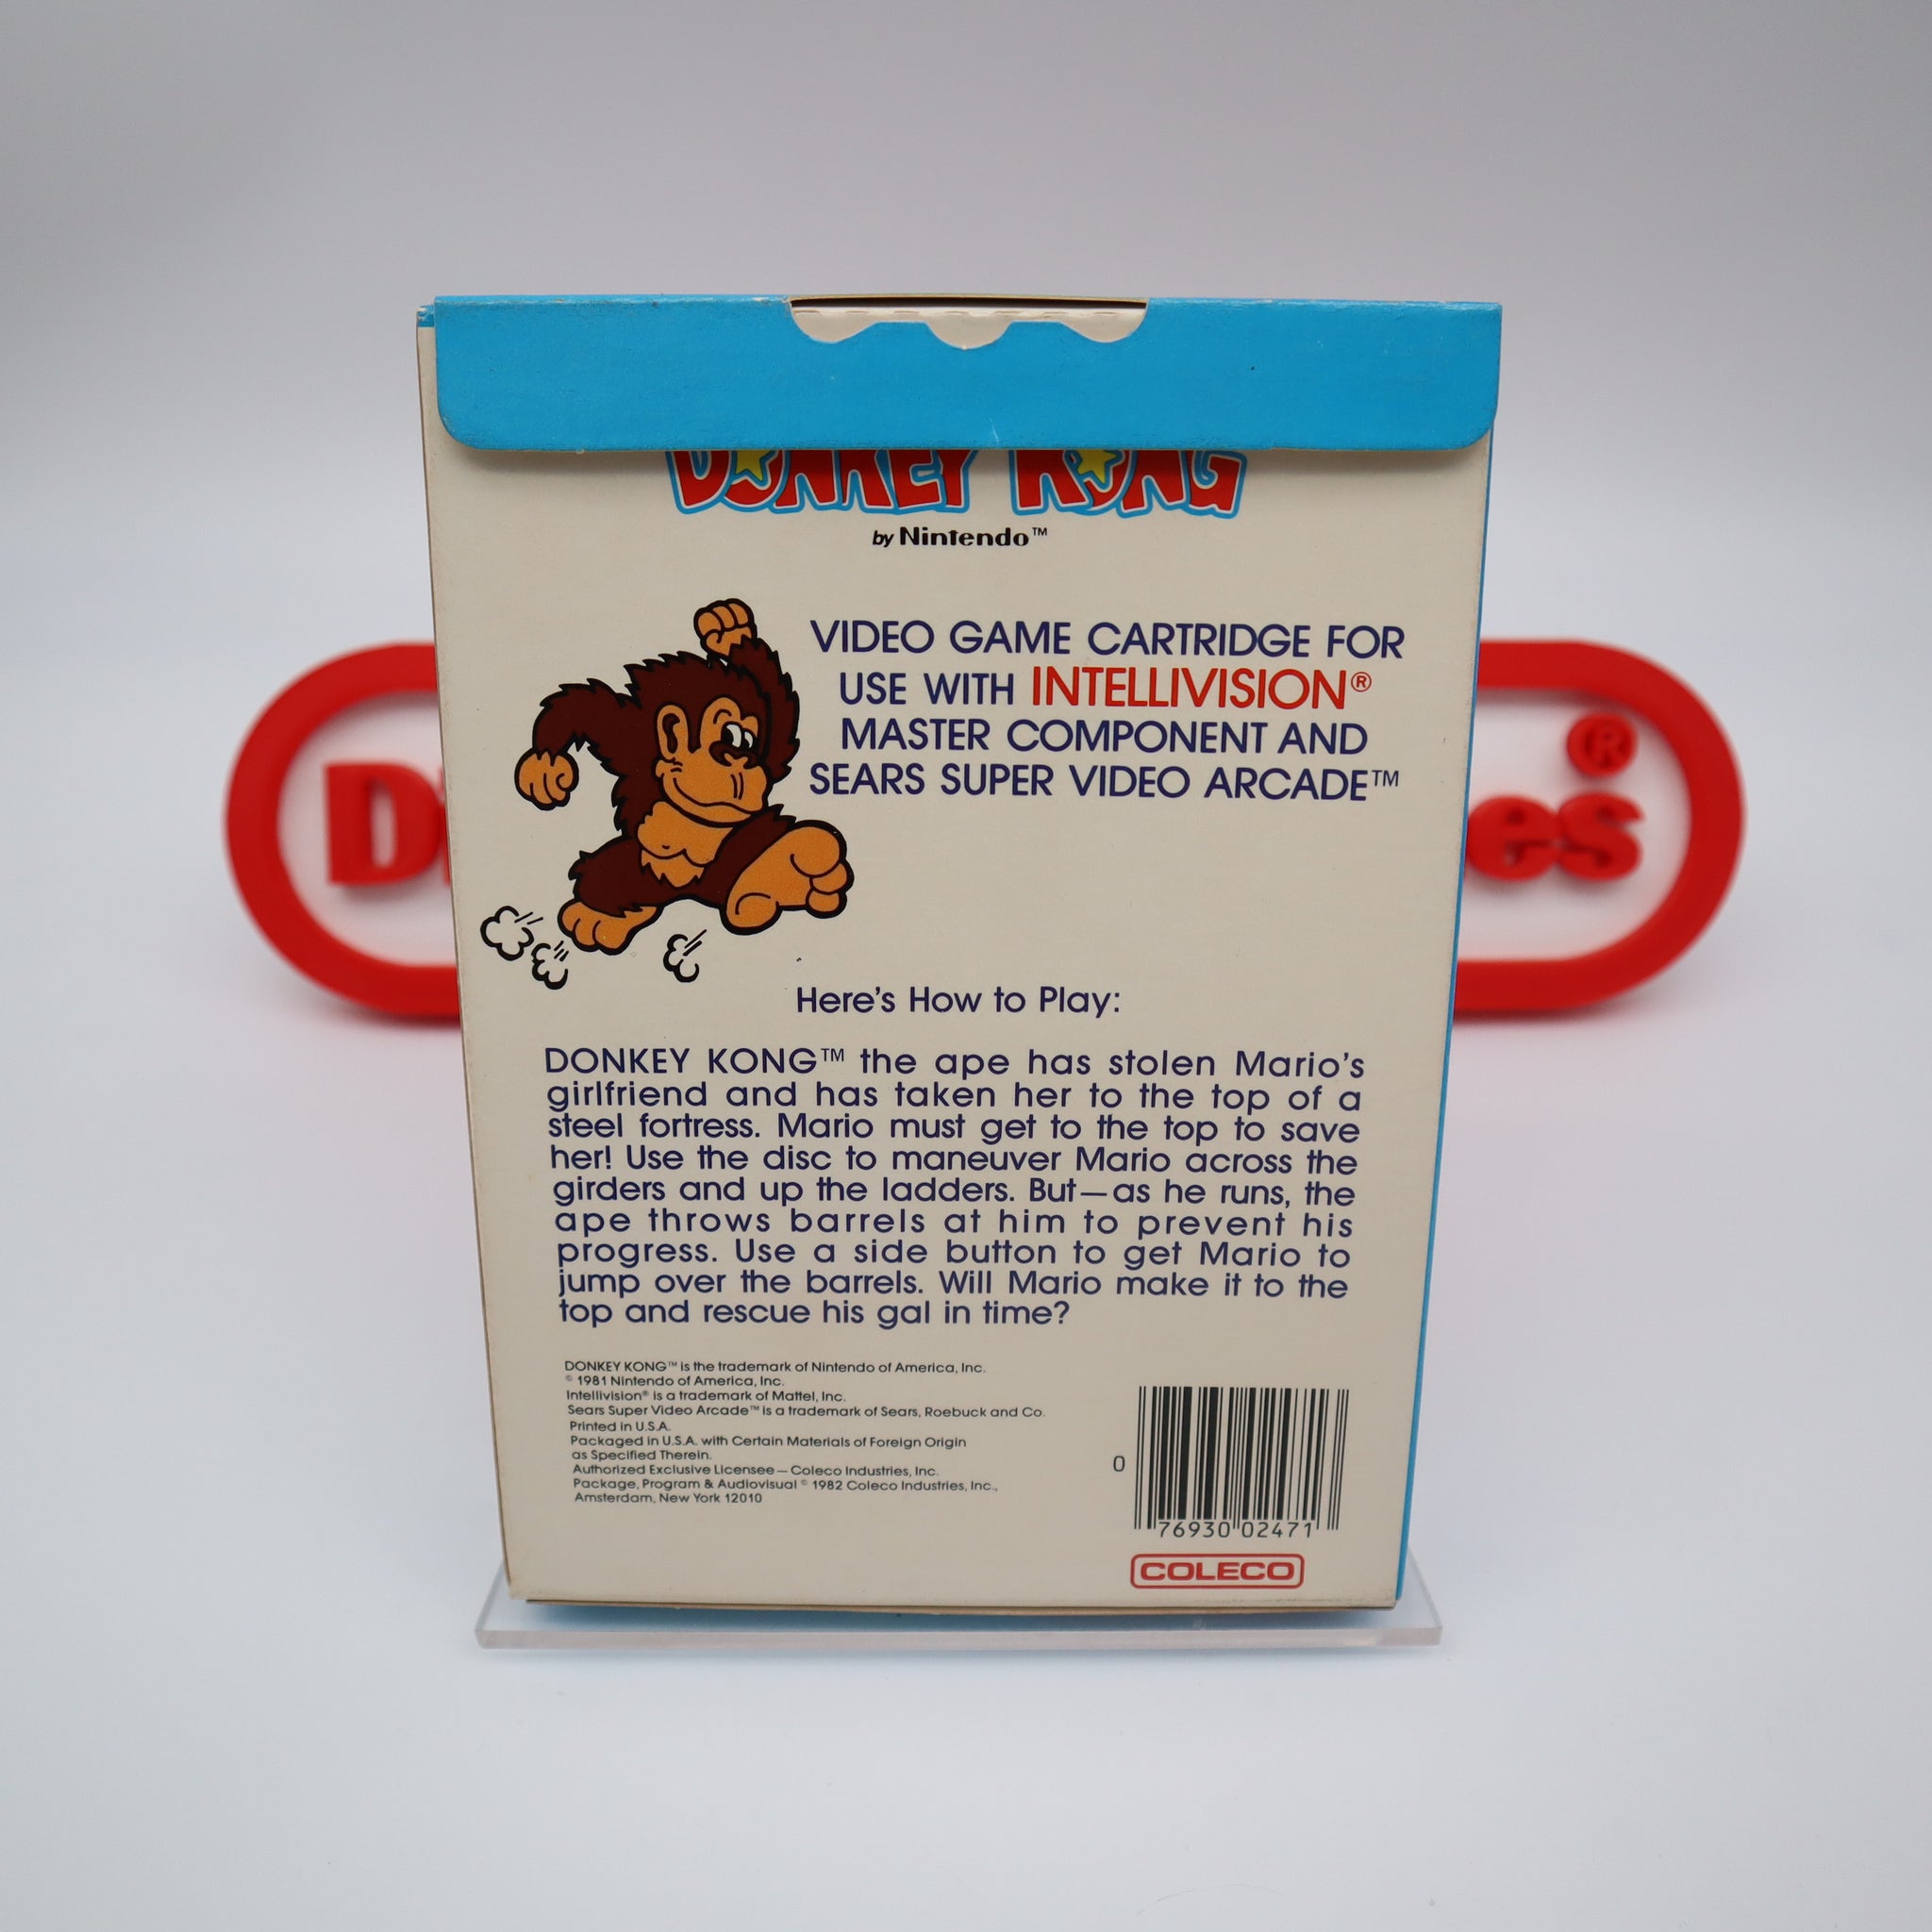 DONKEY KONG
by Nintendo™
VIDEO GAME CARTRIDGE FOR
USE WITH INTELLIVISION®
MASTER COMPONENT AND
SEARS SUPER VIDEO ARCADE™
®
es
Here's How to Play:
DONKEY KONG™ the ape has stolen Mario's
girlfriend and has taken her to the top of a
steel fortress. Mario must get to the top to save
her! Use the disc to maneuver Mario across the
girders and up the ladders. But—as he runs, the
ape throws barrels at him to prevent his
progress. Use a side button to get Mario to
jump over the barrels. Will Mario make it to the
top and rescue his gal in time?
DONKEY KONG™ is the trademark of Nintendo of America, Inc.
© 1981 Nintendo of America, Inc.
Intellivision® is a trademark of Mattel, Inc.
Sears Super Video Arcade™ is a trademark of Sears, Roebuck and Co.
Printed in U.S.A.
Packaged in U.S.A. with Certain Materials of Foreign Origin
as Specified Therein.
Authorized Exclusive Licensee—Coleco Industries, Inc.
Package, Program & Audiovisual © 1982 Coleco Industries, Inc.,
Amsterdam, New York 12010
0 76930 02471
COLECO